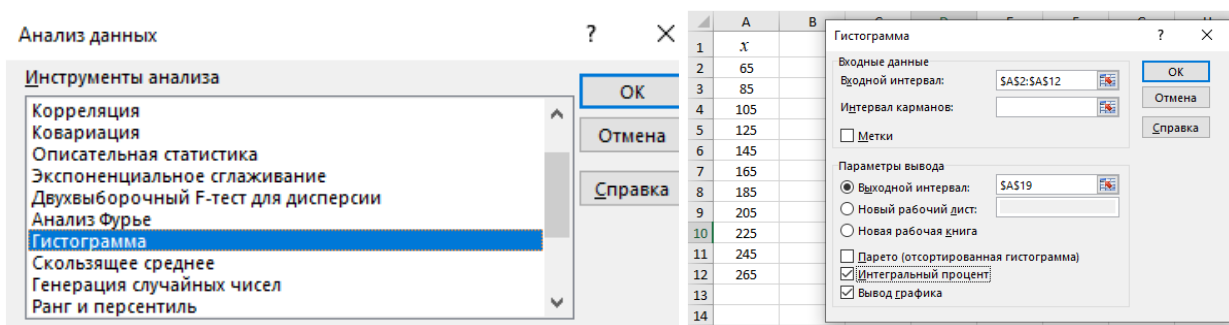 Анализ данных
?
Инструменты анализа
Корреляция
Ковариация
Описательная статистика
Экспоненциальное сглаживание
Двухвыборочный F-тест для дисперсии
Анализ Фурье
Гистограмма
Скользящее среднее
Генерация случайных чисел
Ранг и персентиль
ОК
Отмена
Справка
A B
1 x
2 65
3 85
4 105
5 125
6 145
7 165
8 185
9 205
10 225
11 245
12 265
13
14
Гистограмма
?
Входные данные
Входной интервал: $A$2:$A$12
Интервал карманов:
Метки
Параметры вывода
Выходной интервал: $A$19
Новый рабочий лист:
Новая рабочая книга
Парето (отсортированная гистограмма)
Интегральный процент
Вывод графика
ОК
Отмена
Справка